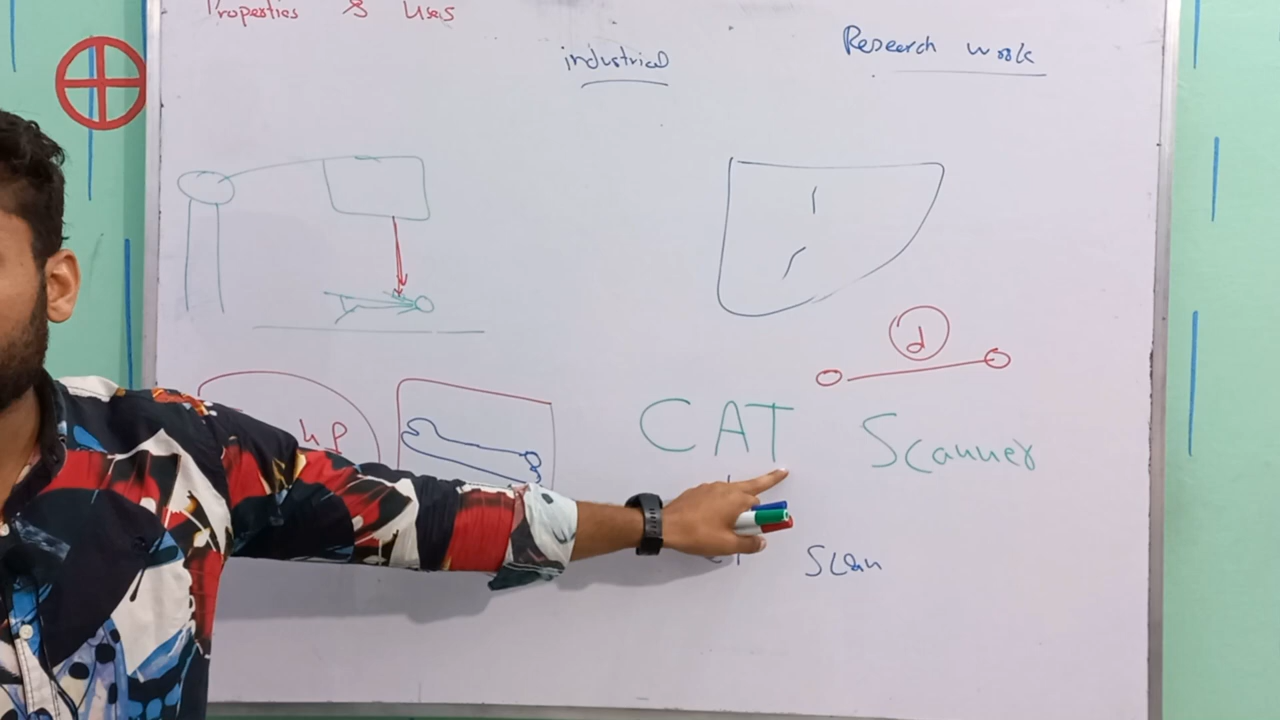 Properties & Uses
industrial
Research work
d
CAT Scanner
Scan